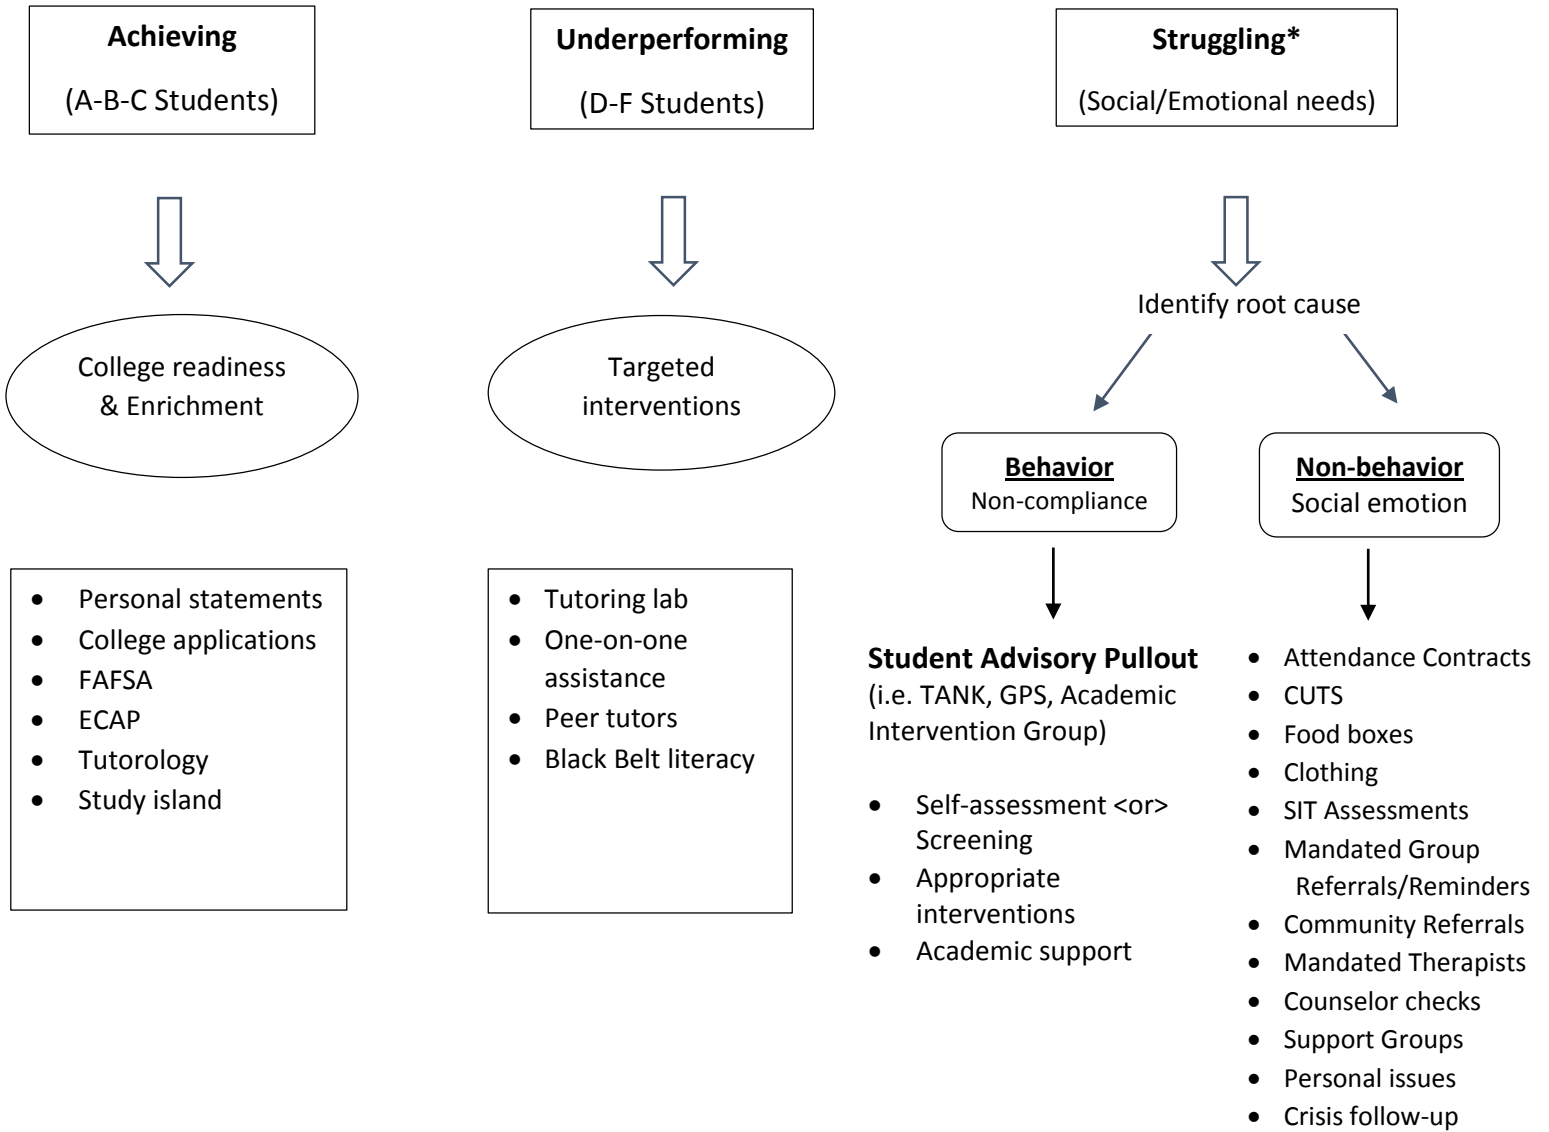 Achieving
(A-B-C Students)
Underperforming
(D-F Students)
Struggling*
(Social/Emotional needs)
College readiness
& Enrichment
Targeted
interventions
Identify root cause
Behavior
Non-compliance
Non-behavior
Social emotion
• Personal statements
• College applications
• FAFSA
• ECAP
• Tutorology
• Study island
• Tutoring lab
• One-on-one
assistance
• Peer tutors
• Black Belt literacy
Student Advisory Pullout
(i.e. TANK, GPS, Academic
Intervention Group)
• Self-assessment <or>
Screening
• Appropriate
interventions
• Academic support
• Attendance Contracts
• CUTS
• Food boxes
• Clothing
• SIT Assessments
• Mandated Group
Referrals/Reminders
• Community Referrals
• Mandated Therapists
• Counselor checks
• Support Groups
• Personal issues
• Crisis follow-up